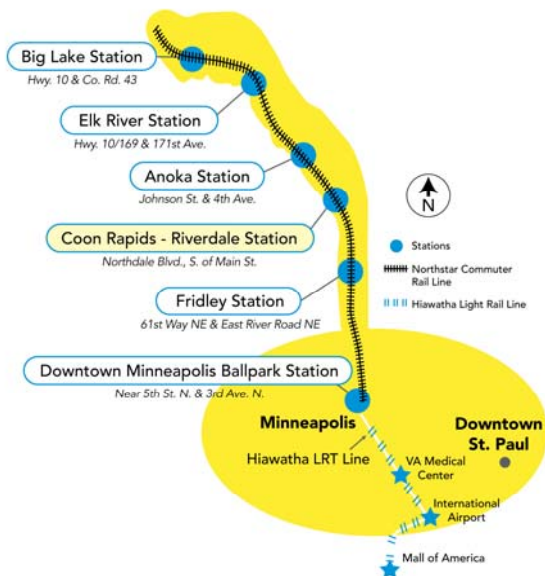 Big Lake Station
Hwy. 10 & Co. Rd. 43
Elk River Station
Hwy. 10/169 & 171st Ave.
Anoka Station
Johnson St. & 4th Ave.
Coon Rapids - Riverdale Station
Northdale Blvd., S. of Main St.
Fridley Station
61st Way NE & East River Road NE
Downtown Minneapolis Ballpark Station
Near 5th St. N. & 3rd Ave. N.
N
Stations
Northstar Commuter
Rail Line
Hiawatha Light Rail Line
Minneapolis
Hiawatha LRT Line
Downtown
St. Paul
VA Medical
Center
International
Airport
Mall of America